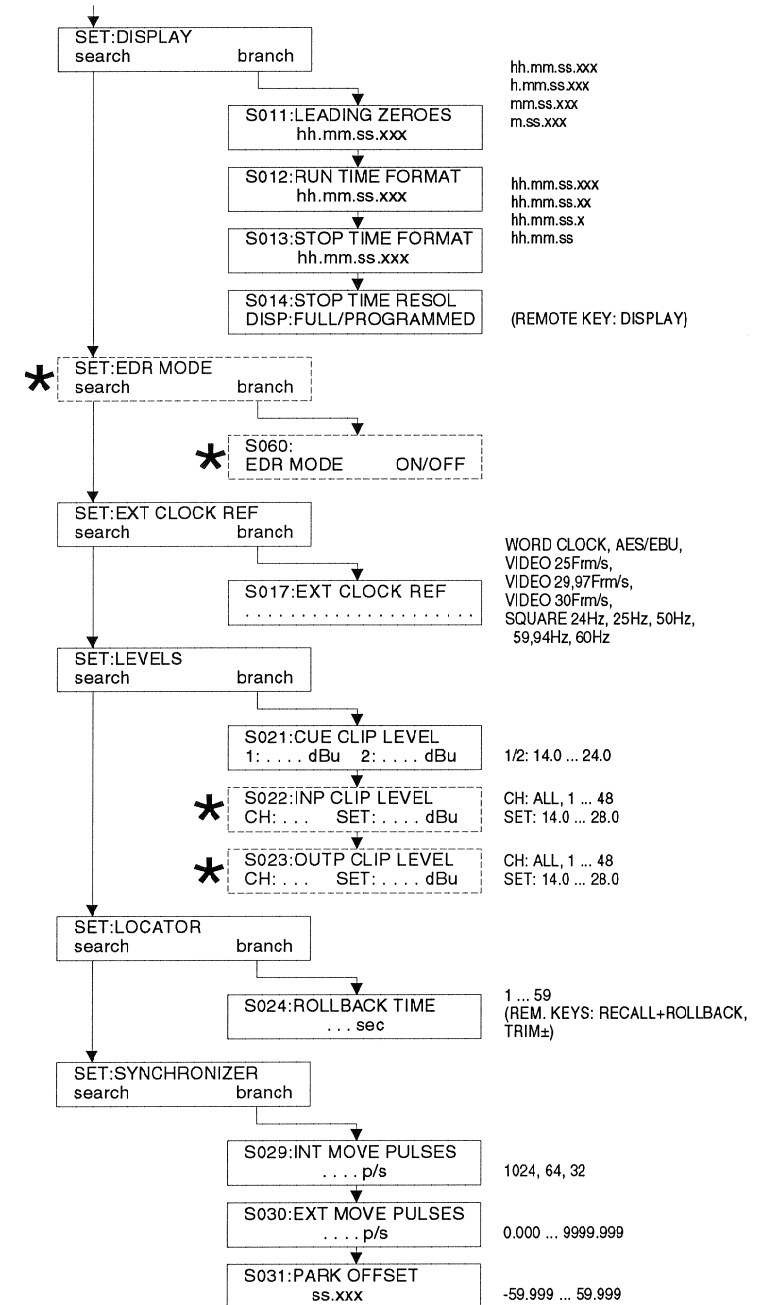 SET:DISPLAY
search branch
hh.mm.ss.xxx
h.mm.ss.xxx
mm.ss.xxx
m.ss.xxx
S011:LEADING ZEROES
hh.mm.ss.xxx
S012:RUN TIME FORMAT
hh.mm.ss.xxx
hh.mm.ss.xxx
hh.mm.ss.xx
hh.mm.ss.x
hh.mm.ss
S013:STOP TIME FORMAT
hh.mm.ss.xxx
S014:STOP TIME RESOL
DISP:FULL/PROGRAMMED (REMOTE KEY: DISPLAY)
* SET:EDR MODE
search branch
* S060:
EDR MODE ON/OFF
SET:EXT CLOCK REF
search branch
S017:EXT CLOCK REF
. . . . . . . . . . . . . . . . . . . .
WORD CLOCK, AES/EBU,
VIDEO 25Frm/s,
VIDEO 29,97Frm/s,
VIDEO 30Frm/s,
SQUARE 24Hz, 25Hz, 50Hz,
59,94Hz, 60Hz
SET:LEVELS
search branch
S021:CUE CLIP LEVEL
1: . . . . dBu 2: . . . . dBu 1/2: 14.0 ... 24.0
* S022:INP CLIP LEVEL CH: ALL, 1 ... 48
CH: . . . SET: . . . . dBu SET: 14.0 ... 28.0
* S023:OUTP CLIP LEVEL CH: ALL, 1 ... 48
CH: . . . SET: . . . . dBu SET: 14.0 ... 28.0
SET:LOCATOR
search branch
S024:ROLLBACK TIME
. . . sec
1 ... 59
(REM. KEYS: RECALL+ROLLBACK,
TRIM±)
SET:SYNCHRONIZER
search branch
S029:INT MOVE PULSES
. . . . p/s 1024, 64, 32
S030:EXT MOVE PULSES
. . . . p/s 0.000 ... 9999.999
S031:PARK OFFSET
ss.xxx -59.999 ... 59.999